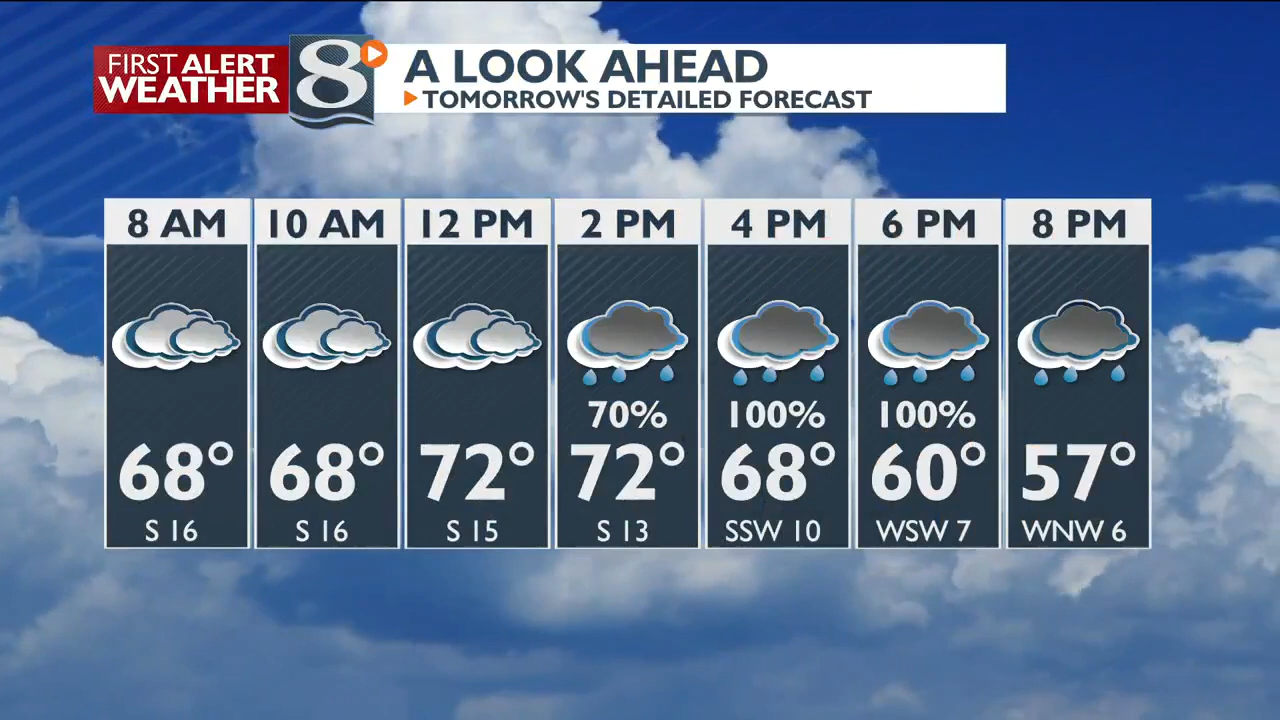 FIRST ALERT
WEATHER
8
A LOOK AHEAD
TOMORROW'S DETAILED FORECAST
8 AM 10 AM 12 PM 2 PM 4 PM 6 PM 8 PM
70% 100% 100%
68° 68° 72° 72° 68° 60° 57°
S 16 S 16 S 15 S 13 SSW 10 WSW 7 WNW 6